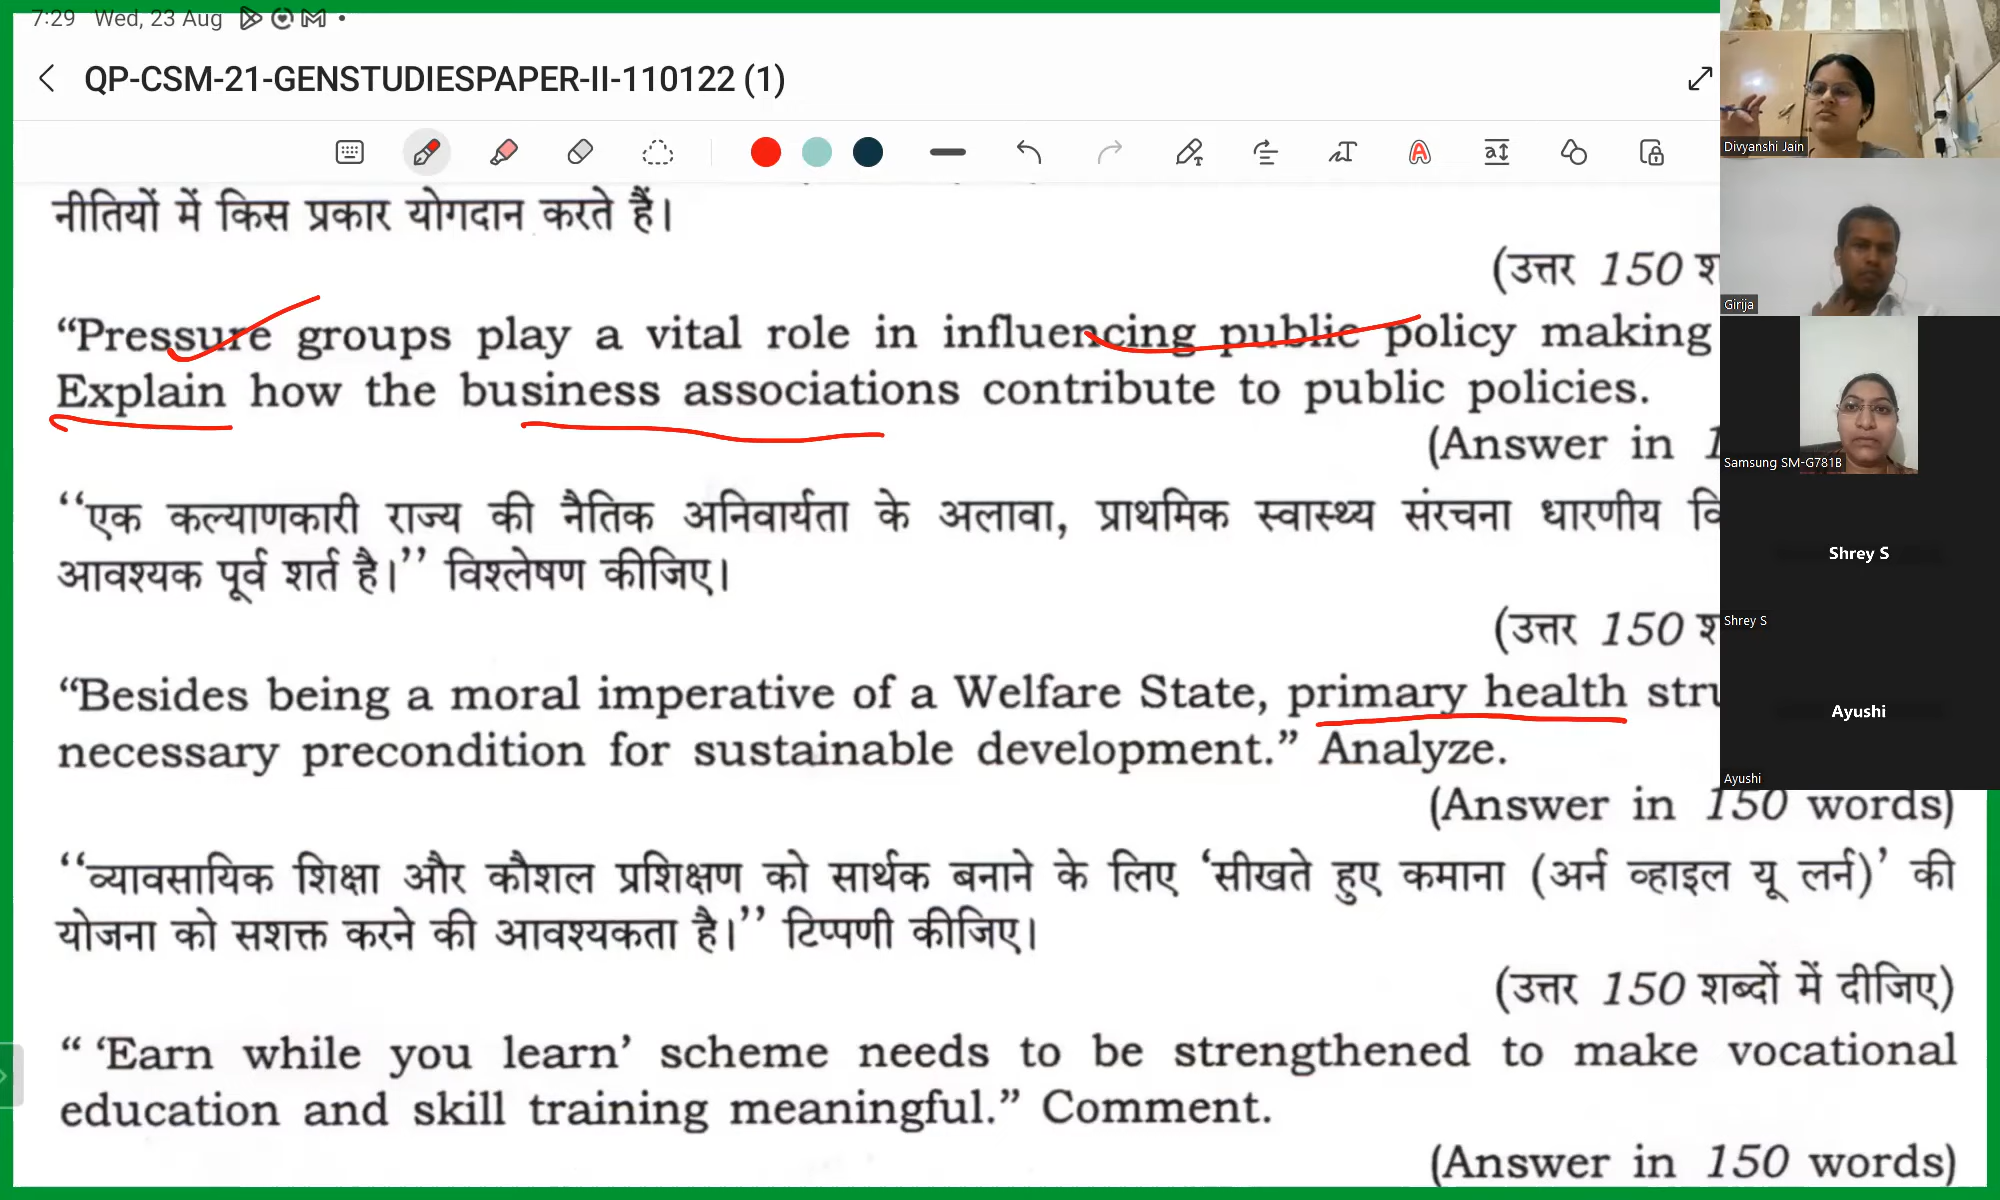 7:29 Wed, 23 Aug
QP-CSM-21-GENSTUDIESPAPER-II-110122 (1)
नीतियों में किस प्रकार योगदान करते हैं।
(उत्तर 150
“Pressure groups play a vital role in influencing public policy making
Explain how the business associations contribute to public policies.
(Answer in 1
‘‘एक कल्याणकारी राज्य की नैतिक अनिवार्यता के अलावा, प्राथमिक स्वास्थ्य संरचना धारणीय वि
आवश्यक पूर्व शर्त है।’’ विश्लेषण कीजिए।
(उत्तर 150
“Besides being a moral imperative of a Welfare State, primary health stru
necessary precondition for sustainable development.” Analyze.
(Answer in 150 words)
‘‘व्यावसायिक शिक्षा और कौशल प्रशिक्षण को सार्थक बनाने के लिए ‘सीखते हुए कमाना (अर्न व्हाइल यू लर्न)’ की
योजना को सशक्त करने की आवश्यकता है।’’ टिप्पणी कीजिए।
(उत्तर 150 शब्दों में दीजिए)
“ ‘Earn while you learn’ scheme needs to be strengthened to make vocational
education and skill training meaningful.” Comment.
(Answer in 150 words)
Divyanshi Jain
Girija
Samsung SM-G781B
Shrey S
Shrey S
Ayushi
Ayushi